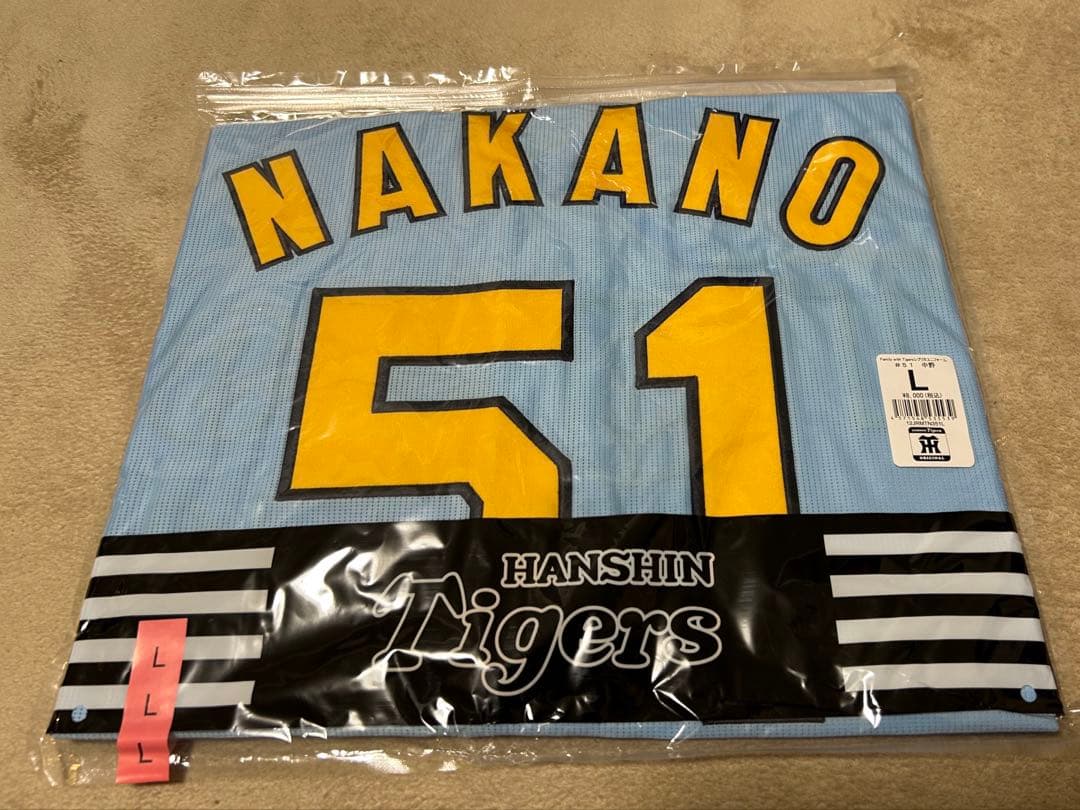 NAKANO
51
Family with Tigersレプリカユニフォーム
#51 中野
L
¥8,000(税込)
12JRMTN351L
HANSHIN
Tigers
L
L
L